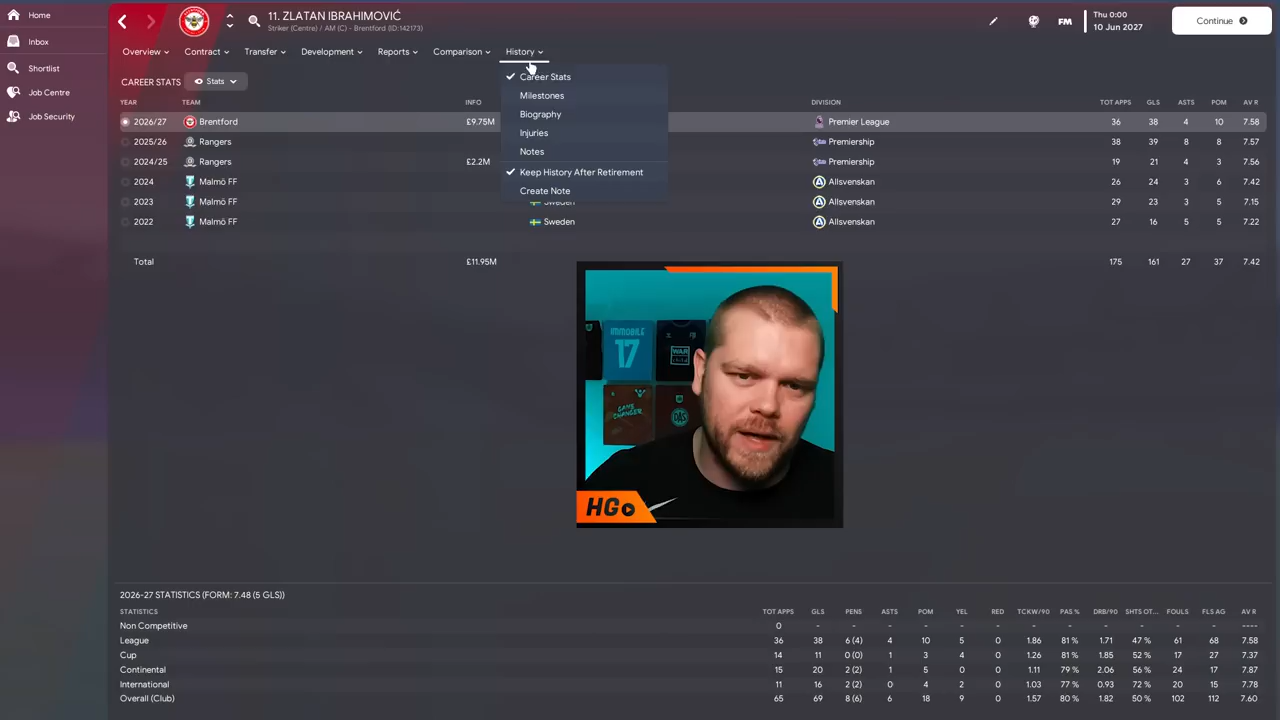 Home
Inbox
Shortlist
Job Centre
Job Security
11. ZLATAN IBRAHIMOVIĆ
Striker (Centre) / AM (C) - Brentford (ID:142173)
FM
Thu 0:00
10 Jun 2027
Continue
Overview
Contract
Transfer
Development
Reports
Comparison
History
CAREER STATS
Stats
Career Stats
Milestones
Biography
Injuries
Notes
Keep History After Retirement
Create Note
YEAR TEAM INFO DIVISION TOT APPS GLS ASTS POM AV R
2026/27 Brentford £9.75M Premier League 36 38 4 10 7.58
2025/26 Rangers Premiership 38 39 8 8 7.57
2024/25 Rangers £2.2M Premiership 19 21 4 3 7.56
2024 Malmö FF Allsvenskan 26 24 3 6 7.42
2023 Malmö FF Sweden Allsvenskan 29 23 3 5 7.15
2022 Malmö FF Sweden Allsvenskan 27 16 5 5 7.22
Total £11.95M 175 161 27 37 7.42
IMMOBILE
17
WAR
GAME
CHANGER
DAS
HG
2026-27 STATISTICS (FORM: 7.48 (5 GLS))
STATISTICS TOT APPS GLS PENS ASTS POM YEL RED TCKW/90 PAS % DRB/90 SHTS OT... FOULS FLS AG AV R
Non Competitive 0 - - - - - - - - - - - - ----
League 36 38 6 (4) 4 10 5 0 1.86 81 % 1.71 47 % 61 68 7.58
Cup 14 11 0 (0) 1 3 4 0 1.26 81 % 1.85 52 % 17 27 7.37
Continental 15 20 2 (2) 1 5 0 0 1.11 79 % 2.06 56 % 24 17 7.87
International 11 16 2 (2) 0 4 2 0 1.03 77 % 0.93 72 % 20 15 7.78
Overall (Club) 65 69 8 (6) 6 18 9 0 1.57 80 % 1.82 50 % 102 112 7.60